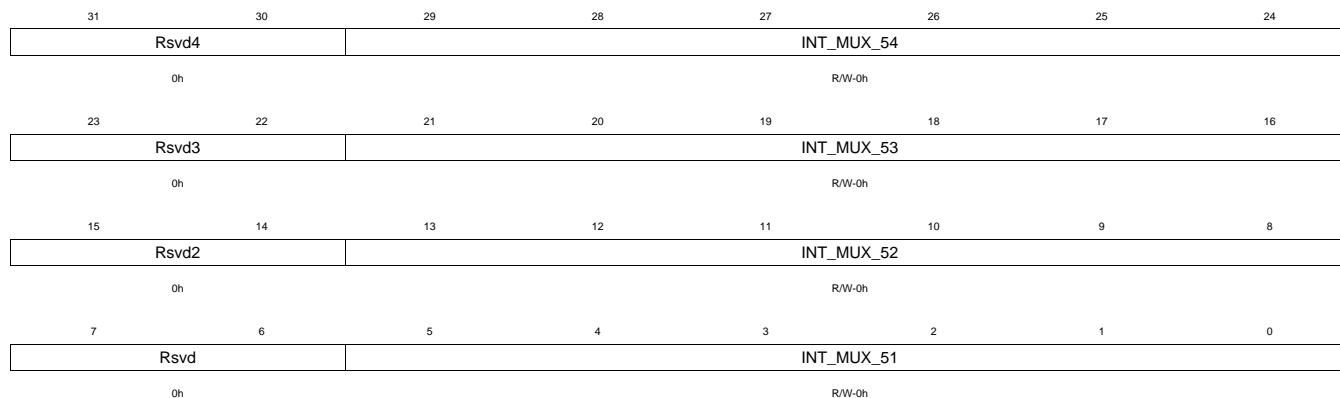 31 30 29 28 27 26 25 24
Rsvd4 INT_MUX_54
0h R/W-0h
23 22 21 20 19 18 17 16
Rsvd3 INT_MUX_53
0h R/W-0h
15 14 13 12 11 10 9 8
Rsvd2 INT_MUX_52
0h R/W-0h
7 6 5 4 3 2 1 0
Rsvd INT_MUX_51
0h R/W-0h